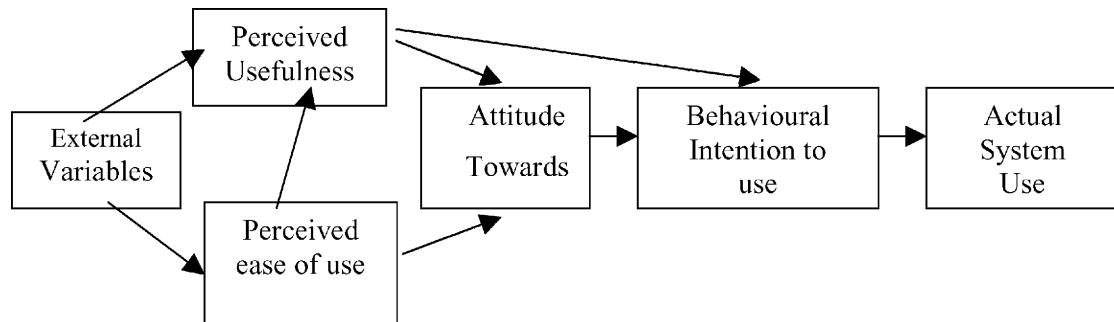 Perceived
Usefulness
External
Variables
Perceived
ease of use
Attitude
Towards
Behavioural
Intention to
use
Actual
System
Use